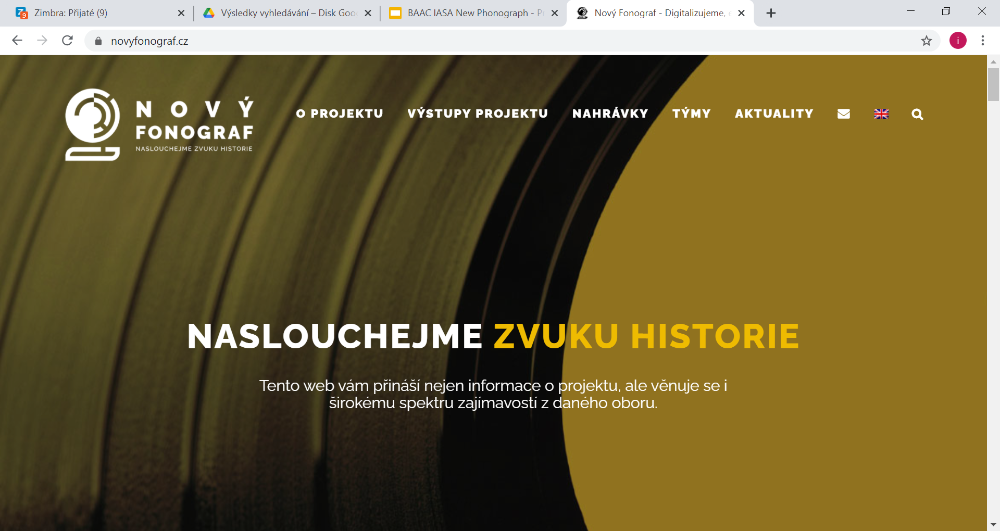 Zimbra: Přijaté (9)
Výsledky vyhledávání – Disk Goo
BAAC IASA New Phonograph - P
Nový Fonograf - Digitalizujeme,
novyfonograf.cz
i
NOVÝ
FONOGRAF
NASLOUCHEJME ZVUKU HISTORIE
O PROJEKTU
VÝSTUPY PROJEKTU
NAHRÁVKY
TÝMY
AKTUALITY
NASLOUCHEJME ZVUKU HISTORIE
Tento web vám přináší nejen informace o projektu, ale věnuje se i
širokému spektru zajímavostí z daného oboru.